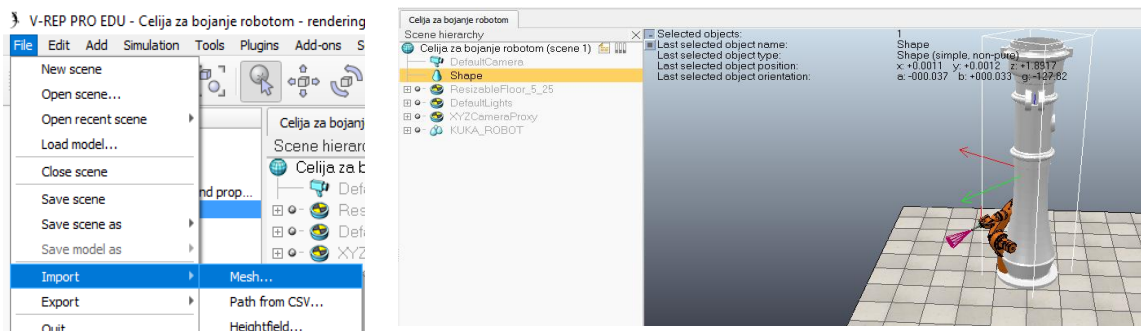 V-REP PRO EDU - Celija za bojanje robotom - rendering
File Edit Add Simulation Tools Plugins Add-ons S
New scene
Open scene...
Open recent scene
Load model...
Close scene
Save scene
Save scene as
Save model as
Import
Export
Quit
Mesh...
Path from CSV...
Heightfield...
nd prop...
Celija za bojanj
Scene hierarc
Celija za b
Defa
Res
Defa
XYZ
Celija za bojanje robotom
Scene hierarchy
Celija za bojanje robotom (scene 1)
DefaultCamera
Shape
ResizableFloor_5_25
DefaultLights
XYZCameraProxy
KUKA_ROBOT
Selected objects: 1
Last selected object name: Shape
Last selected object type: Shape (simple, non-pure)
Last selected object position: x: +0.0011 y: +0.0012 z: +1.8917
Last selected object orientation: a: -000.037 b: +000.033 g: -127.82